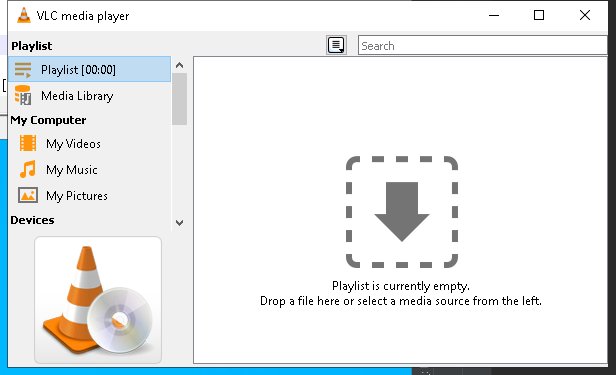 VLC media player
Playlist
Search
Playlist [00:00]
Media Library
My Computer
My Videos
My Music
My Pictures
Devices
Playlist is currently empty.
Drop a file here or select a media source from the left.